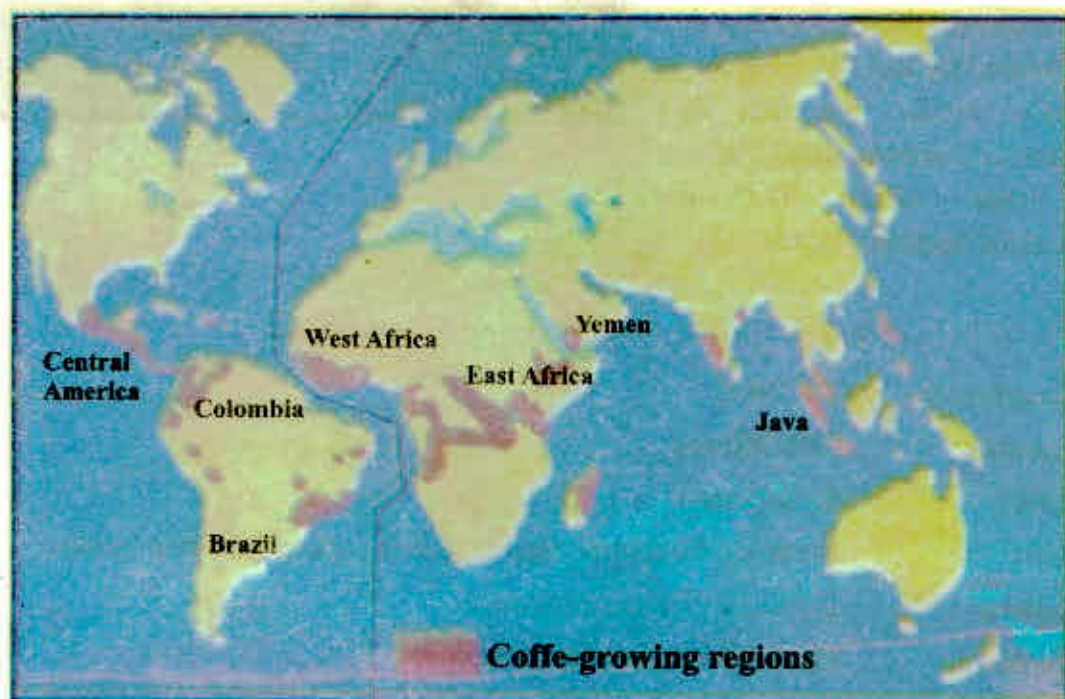 West Africa
Yemen
Central
America
East Africa
Colombia
Java
Brazil
Coffe-growing regions